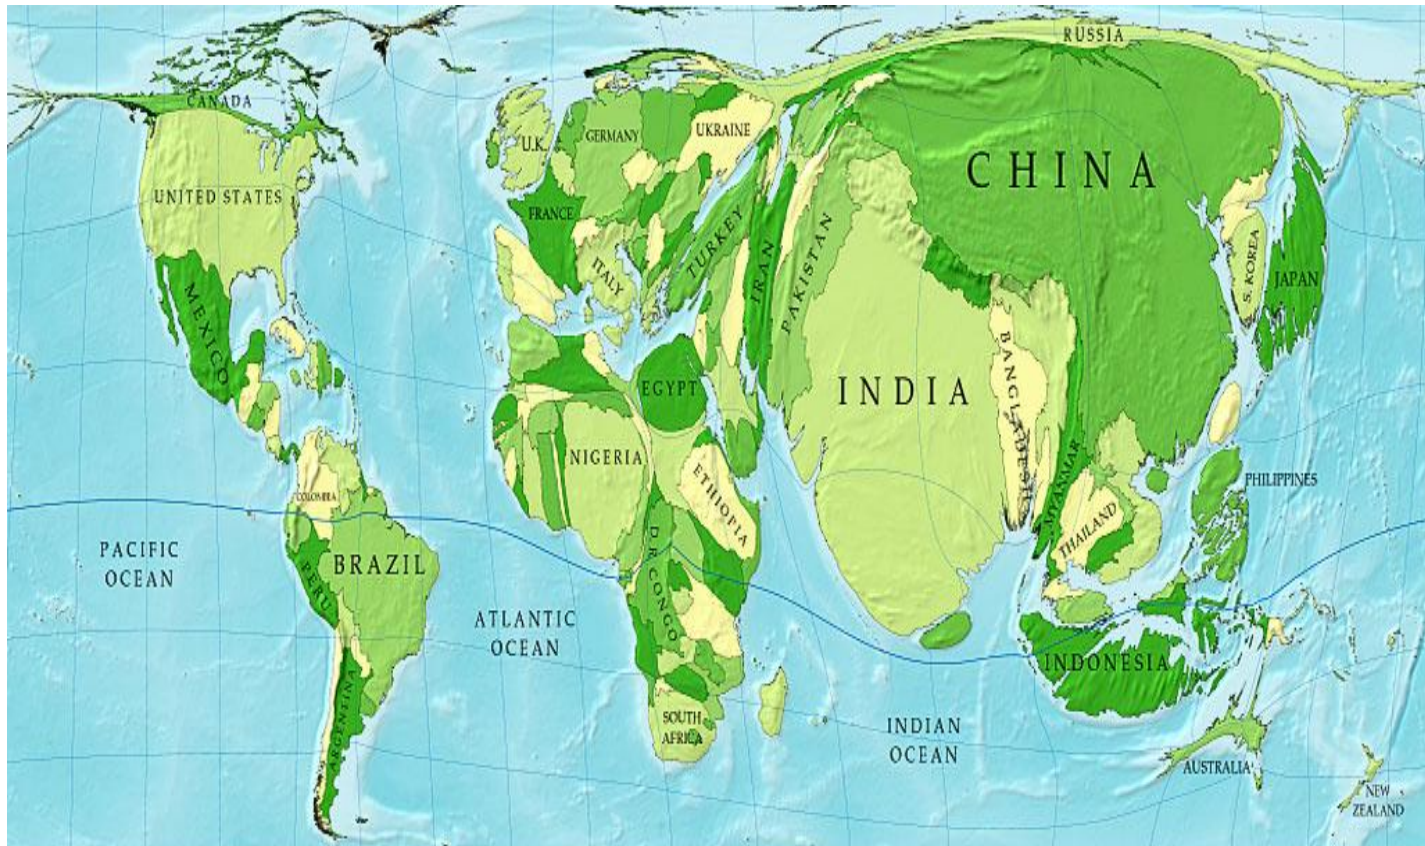 RUSSIA
CANADA
U.K.
GERMANY
UKRAINE
CHINA
UNITED STATES
FRANCE
TURKEY
ITALY
IRAN
PAKISTAN
S. KOREA
JAPAN
MEXICO
EGYPT
INDIA
BANGLADESH
NIGERIA
ETHIOPIA
MYANMAR
PHILIPPINES
COLOMBIA
THAILAND
PACIFIC
OCEAN
BRAZIL
PERU
D R CONGO
ATLANTIC
OCEAN
INDONESIA
ARGENTINA
SOUTH
AFRICA
INDIAN
OCEAN
AUSTRALIA
NEW
ZEALAND